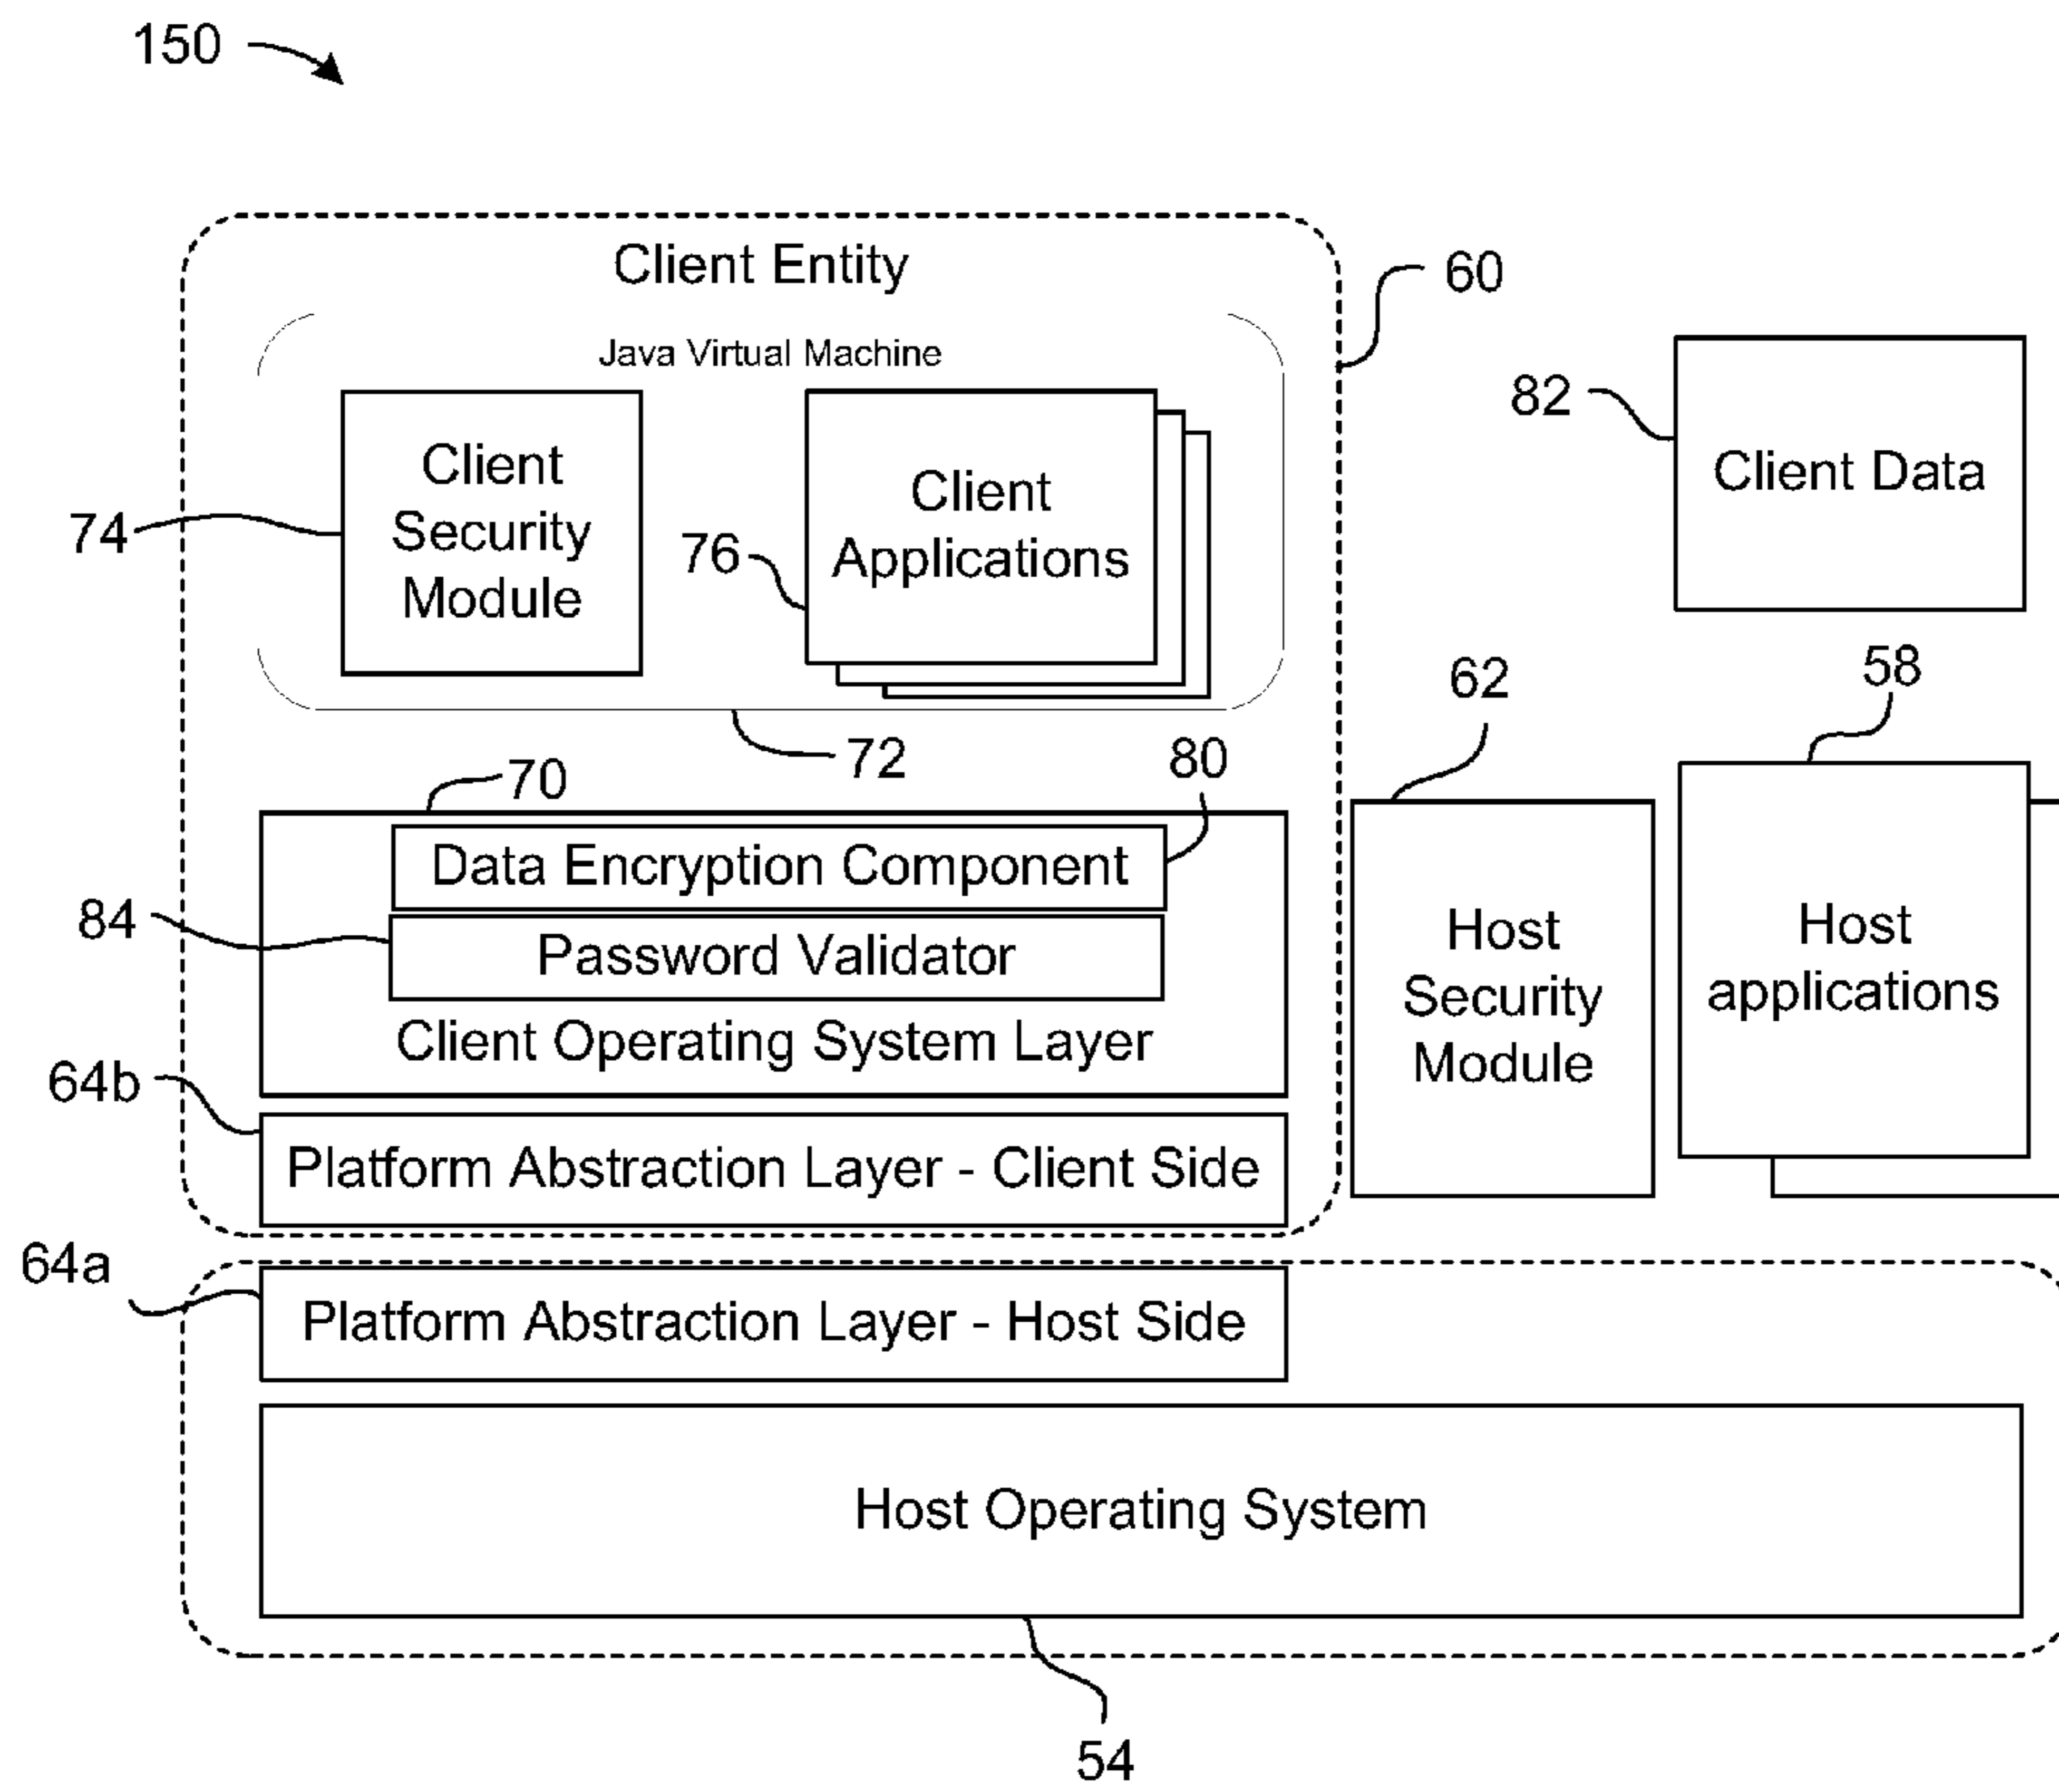 150
Client Entity
60
Java Virtual Machine
82
Client Data
Client
Security
Module
74
Client
Applications
76
62
58
72
70
80
Data Encryption Component
84
Password Validator
Client Operating System Layer
Host
Security
Module
Host
applications
64b
Platform Abstraction Layer - Client Side
64a
Platform Abstraction Layer - Host Side
Host Operating System
54